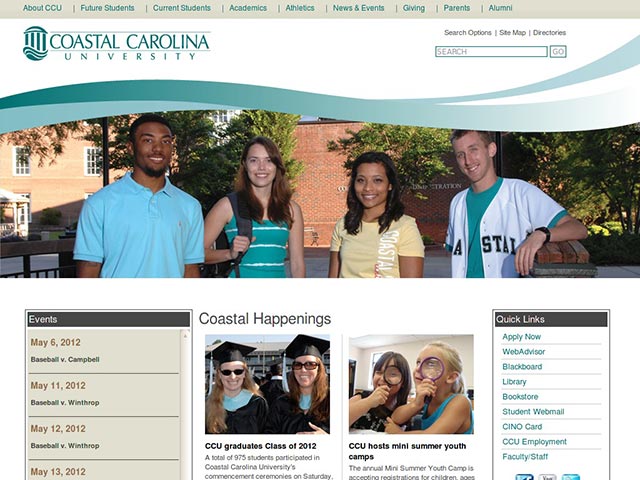 About CCU | Future Students | Current Students | Academics | Athletics | News & Events | Giving | Parents | Alumni
COASTAL CAROLINA
UNIVERSITY
Search Options | Site Map | Directories
SEARCH GO
COASTAL
Events
May 6, 2012
Baseball v. Campbell
May 11, 2012
Baseball v. Winthrop
May 12, 2012
Baseball v. Winthrop
May 13, 2012
Coastal Happenings
CCU graduates Class of 2012
A total of 975 students participated in
Coastal Carolina University's
commencement ceremonies on Saturday,
CCU hosts mini summer youth
camps
The annual Mini Summer Youth Camp is
accepting registrations for children, ages
Quick Links
Apply Now
WebAdvisor
Blackboard
Library
Bookstore
Student Webmail
CINO Card
CCU Employment
Faculty/Staff